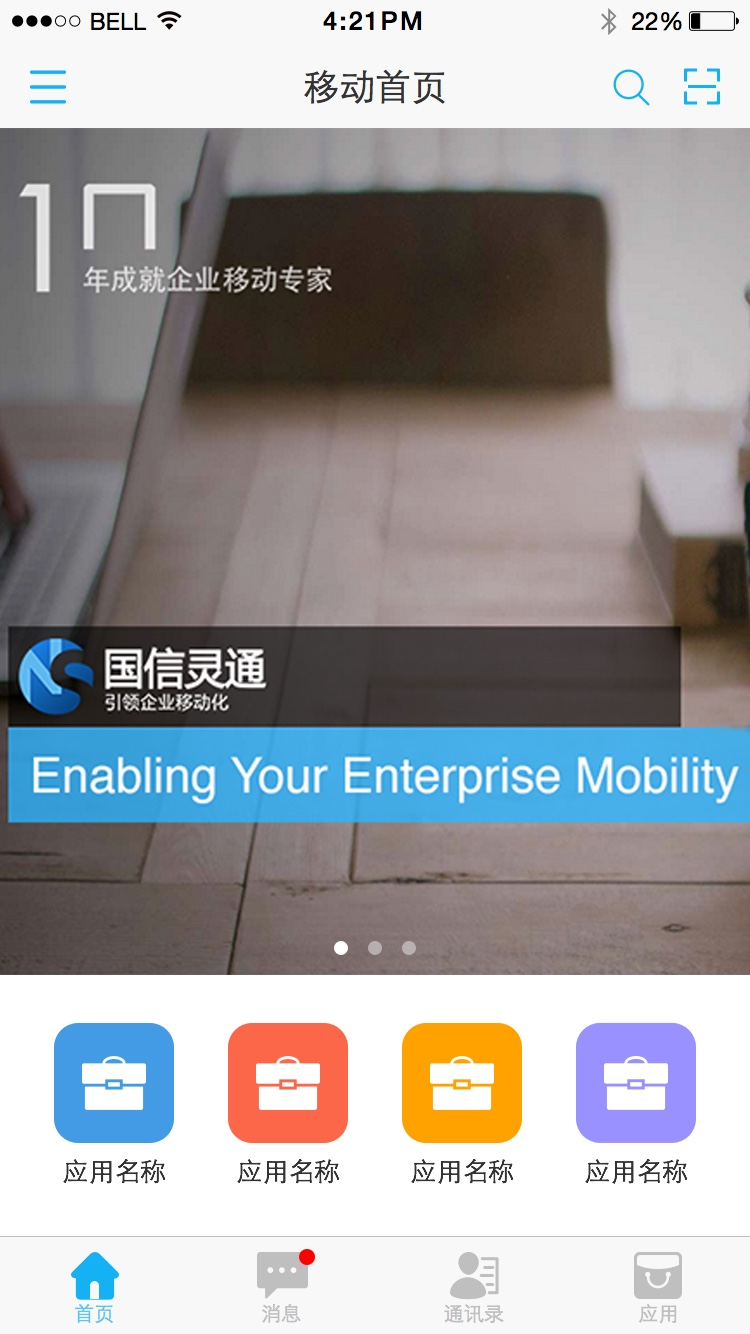 BELL 4:21PM 22%
移动首页
10
年成就企业移动专家
国信灵通
引领企业移动化
Enabling Your Enterprise Mobility
应用名称 应用名称 应用名称 应用名称
首页 消息 通讯录 应用